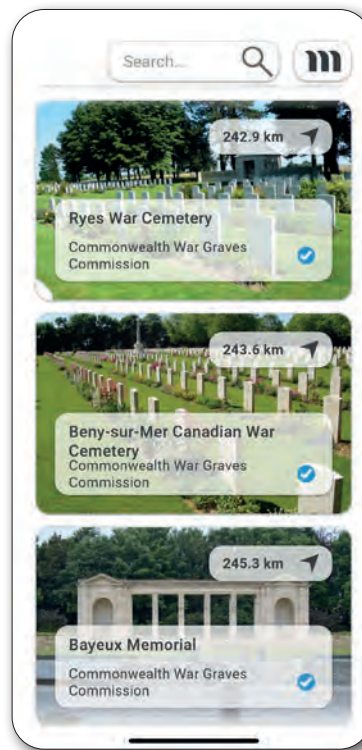 Search...
m
242.9 km
Ryes War Cemetery
Commonwealth War Graves
Commission
243.6 km
Beny-sur-Mer Canadian War
Cemetery
Commonwealth War Graves
Commission
245.3 km
Bayeux Memorial
Commonwealth War Graves
Commission